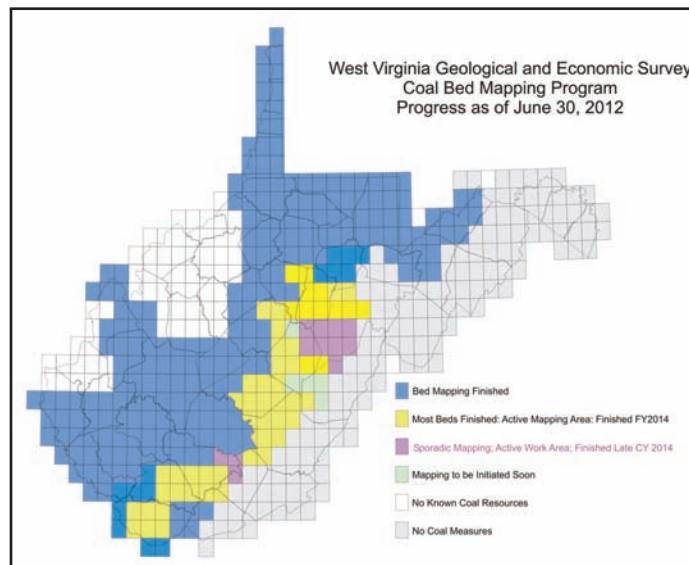 West Virginia Geological and Economic Survey
Coal Bed Mapping Program
Progress as of June 30, 2012
Bed Mapping Finished
Most Beds Finished: Active Mapping Area: Finished FY2014
Sporadic Mapping; Active Work Area; Finished Late CY 2014
Mapping to be Initiated Soon
No Known Coal Resources
No Coal Measures